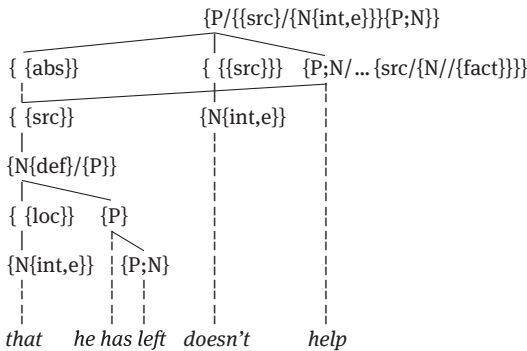 {P/{{src}/{N{int,e}}}{P;N}}
{ {abs}} { {{src}}} {P;N/... {src/{N//{fact}}}}
{ {src}} {N{int,e}}
{N{def}/{P}}
{ {loc}} {P}
{N{int,e}} {P;N}
that he has left doesn't help